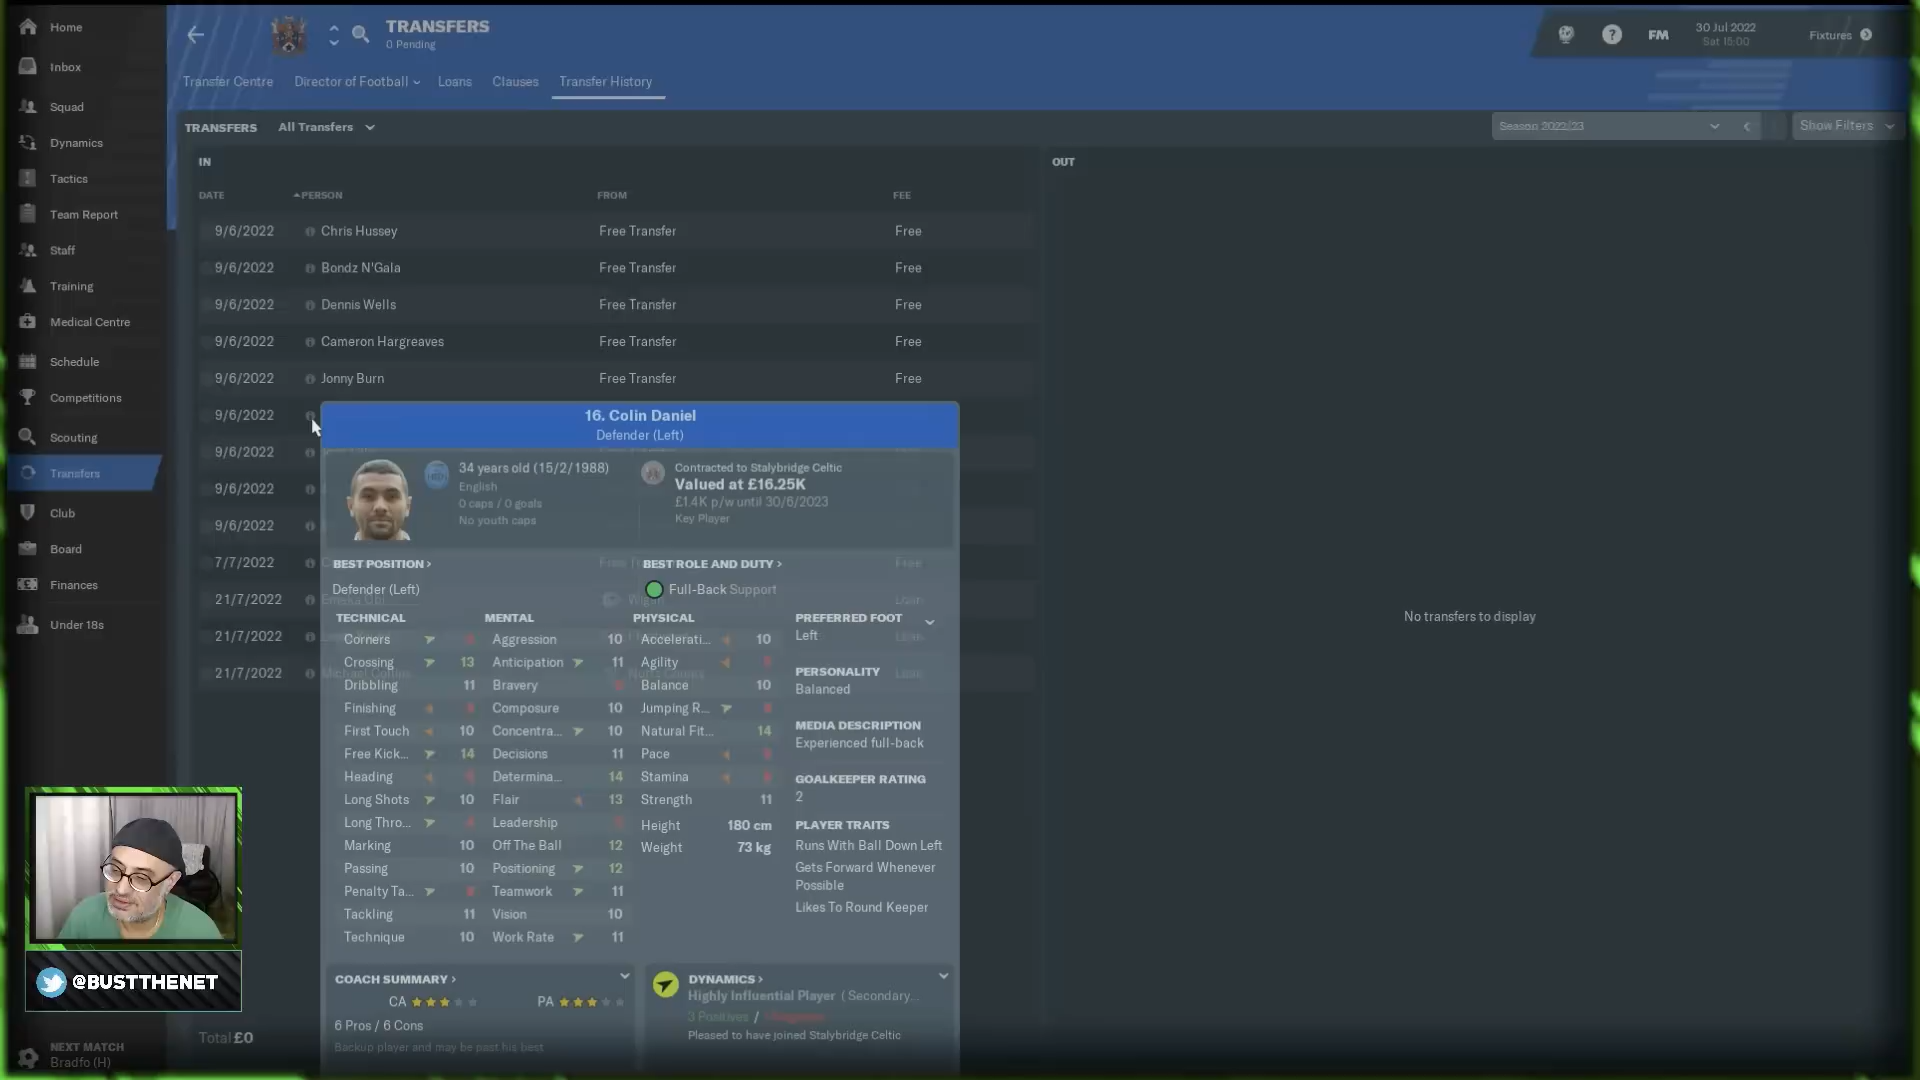 Home
Inbox
Squad
Dynamics
Tactics
Team Report
Staff
Training
Medical Centre
Schedule
Competitions
Scouting
Transfers
Club
Board
Finances
Under 18s
NEXT MATCH
Bradfo (H)
TRANSFERS
0 Pending
FM
30 Jul 2022
Sat 15:00
Fixtures
Transfer Centre
Director of Football
Loans
Clauses
Transfer History
TRANSFERS
All Transfers
Season 2022/23
Show Filters
IN
OUT
DATE
PERSON
FROM
FEE
9/6/2022 Chris Hussey Free Transfer Free
9/6/2022 Bondz N'Gala Free Transfer Free
9/6/2022 Dennis Wells Free Transfer Free
9/6/2022 Cameron Hargreaves Free Transfer Free
9/6/2022 Jonny Burn Free Transfer Free
9/6/2022
9/6/2022
9/6/2022
9/6/2022
7/7/2022
21/7/2022
21/7/2022
21/7/2022
Total £0
No transfers to display
16. Colin Daniel
Defender (Left)
34 years old (15/2/1988)
English
0 caps / 0 goals
No youth caps
Contracted to Stalybridge Celtic
Valued at £16.25K
£1.4K p/w until 30/6/2023
Key Player
BEST POSITION >
Defender (Left)
BEST ROLE AND DUTY >
Full-Back Support
TECHNICAL
Corners
Crossing 13
Dribbling 11
Finishing
First Touch 10
Free Kick... 14
Heading
Long Shots 10
Long Thro...
Marking 10
Passing 10
Penalty Ta...
Tackling 11
Technique 10
MENTAL
Aggression 10
Anticipation 11
Bravery
Composure 10
Concentra... 10
Decisions 11
Determina... 14
Flair 13
Leadership
Off The Ball 12
Positioning 12
Teamwork 11
Vision 10
Work Rate 11
PHYSICAL
Accelerati... 10
Agility
Balance 10
Jumping R...
Natural Fit... 14
Pace
Stamina
Strength 11
Height 180 cm
Weight 73 kg
PREFERRED FOOT
Left
PERSONALITY
Balanced
MEDIA DESCRIPTION
Experienced full-back
GOALKEEPER RATING
2
PLAYER TRAITS
Runs With Ball Down Left
Gets Forward Whenever
Possible
Likes To Round Keeper
COACH SUMMARY >
CA
PA
6 Pros / 6 Cons
Backup player and may be past his best
DYNAMICS >
Highly Influential Player (Secondary...
3 Positives /
Pleased to have joined Stalybridge Celtic
@BUSTTHENET